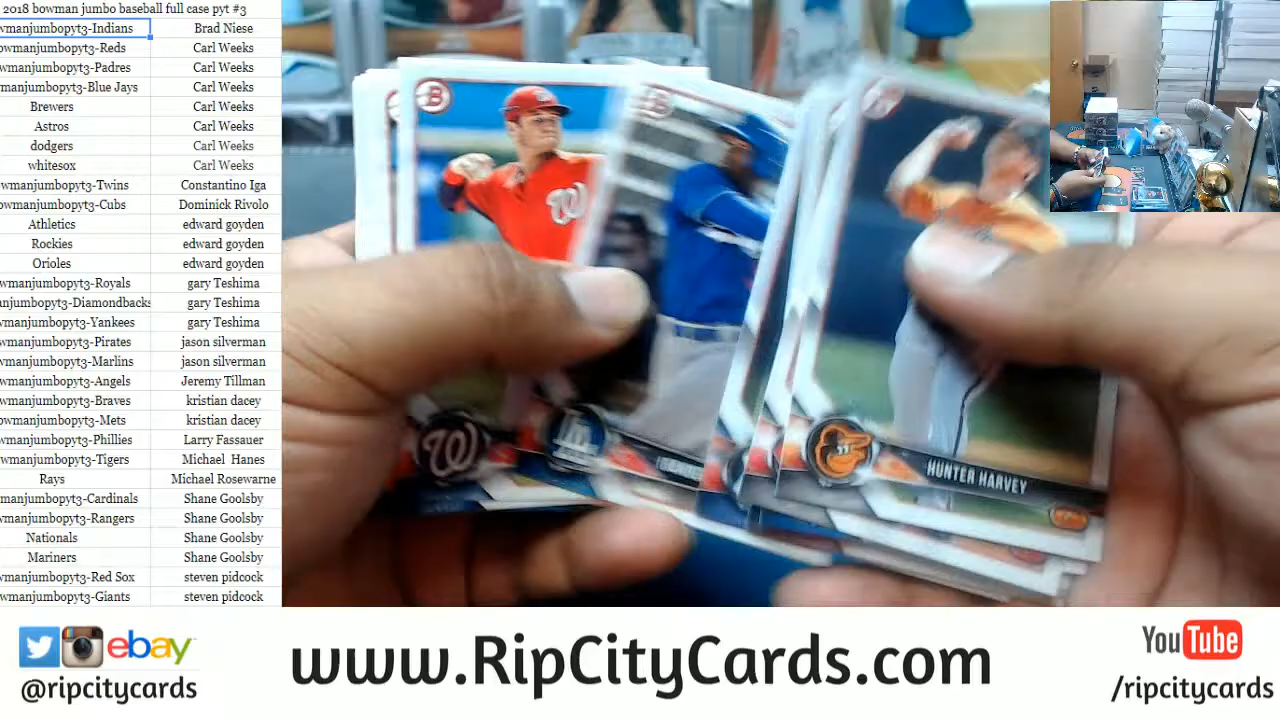 2018 bowman jumbo baseball full case pyt #3
wmanjumbopyt3-Indians Brad Niese
owmanjumbopyt3-Reds Carl Weeks
wmanjumbopyt3-Padres Carl Weeks
manjumbopyt3-Blue Jays Carl Weeks
Brewers Carl Weeks
Astros Carl Weeks
dodgers Carl Weeks
whitesox Carl Weeks
owmanjumbopyt3-Twins Constantino Iga
owmanjumbopyt3-Cubs Dominick Rivolo
Athletics edward goyden
Rockies edward goyden
Orioles edward goyden
wmanjumbopyt3-Royals gary Teshima
anjumbopyt3-Diamondbacks gary Teshima
wmanjumbopyt3-Yankees gary Teshima
wmanjumbopyt3-Pirates jason silverman
wmanjumbopyt3-Marlins jason silverman
wmanjumbopyt3-Angels Jeremy Tillman
wmanjumbopyt3-Braves kristian dacey
owmanjumbopyt3-Mets kristian dacey
wmanjumbopyt3-Phillies Larry Fassauer
wmanjumbopyt3-Tigers Michael Hanes
Rays Michael Rosewarne
manjumbopyt3-Cardinals Shane Goolsby
wmanjumbopyt3-Rangers Shane Goolsby
Nationals Shane Goolsby
Mariners Shane Goolsby
wmanjumbopyt3-Red Sox steven pidcock
wmanjumbopyt3-Giants steven pidcock
B
W
W
LA
HUNTER HARVEY
ebay
@ripcitycards
www.RipCityCards.com
YouTube
/ripcitycards